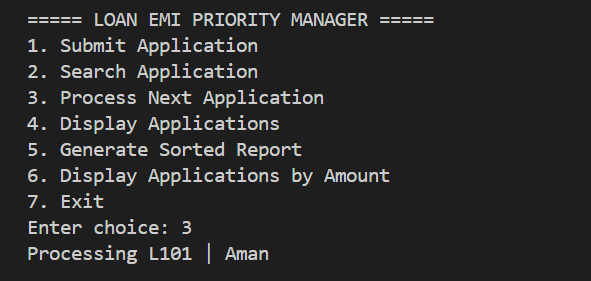 ===== LOAN EMI PRIORITY MANAGER =====
1. Submit Application
2. Search Application
3. Process Next Application
4. Display Applications
5. Generate Sorted Report
6. Display Applications by Amount
7. Exit
Enter choice: 3
Processing L101 | Aman